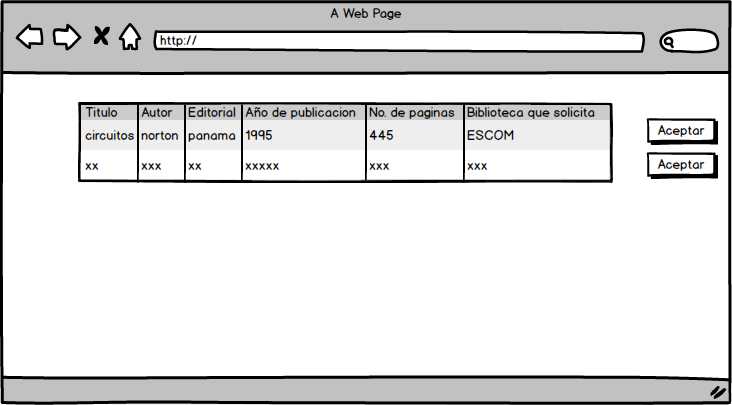 A Web Page
http://
Titulo Autor Editorial Año de publicacion No. de paginas Biblioteca que solicita
circuitos norton panama 1995 445 ESCOM Aceptar
xx xxx xx xxxxx xxx xxx Aceptar